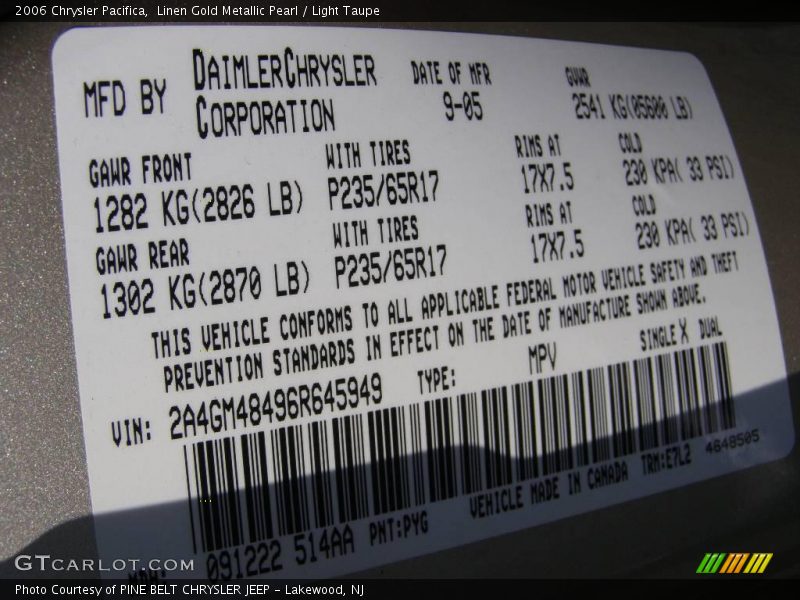 2006 Chrysler Pacifica, Linen Gold Metallic Pearl / Light Taupe
MFD BY DAIMLERCHRYSLER CORPORATION
DATE OF MFR 9-05
GVWR 2541 KG(05600 LB)
GAWR FRONT WITH TIRES RIMS AT COLD
1282 KG(2826 LB) P235/65R17 17X7.5 230 KPA( 33 PSI)
GAWR REAR WITH TIRES RIMS AT COLD
1302 KG(2870 LB) P235/65R17 17X7.5 230 KPA( 33 PSI)
THIS VEHICLE CONFORMS TO ALL APPLICABLE FEDERAL MOTOR VEHICLE SAFETY AND THEFT
PREVENTION STANDARDS IN EFFECT ON THE DATE OF MANUFACTURE SHOWN ABOVE.
VIN: 2A4GM48496R645949 TYPE: MPV SINGLE X DUAL
VEHICLE MADE IN CANADA TRM:E7L2 4648505
091222 514AA PNT:PYG
GTCARLOT.COM
Photo Courtesy of PINE BELT CHRYSLER JEEP - Lakewood, NJ